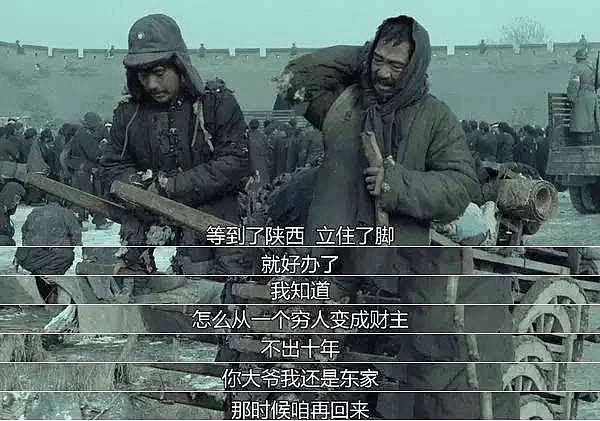 等到了陕西 立住了脚
就好办了
我知道
怎么从一个穷人变成财主
不出十年
你大爷我还是东家
那时候咱再回来